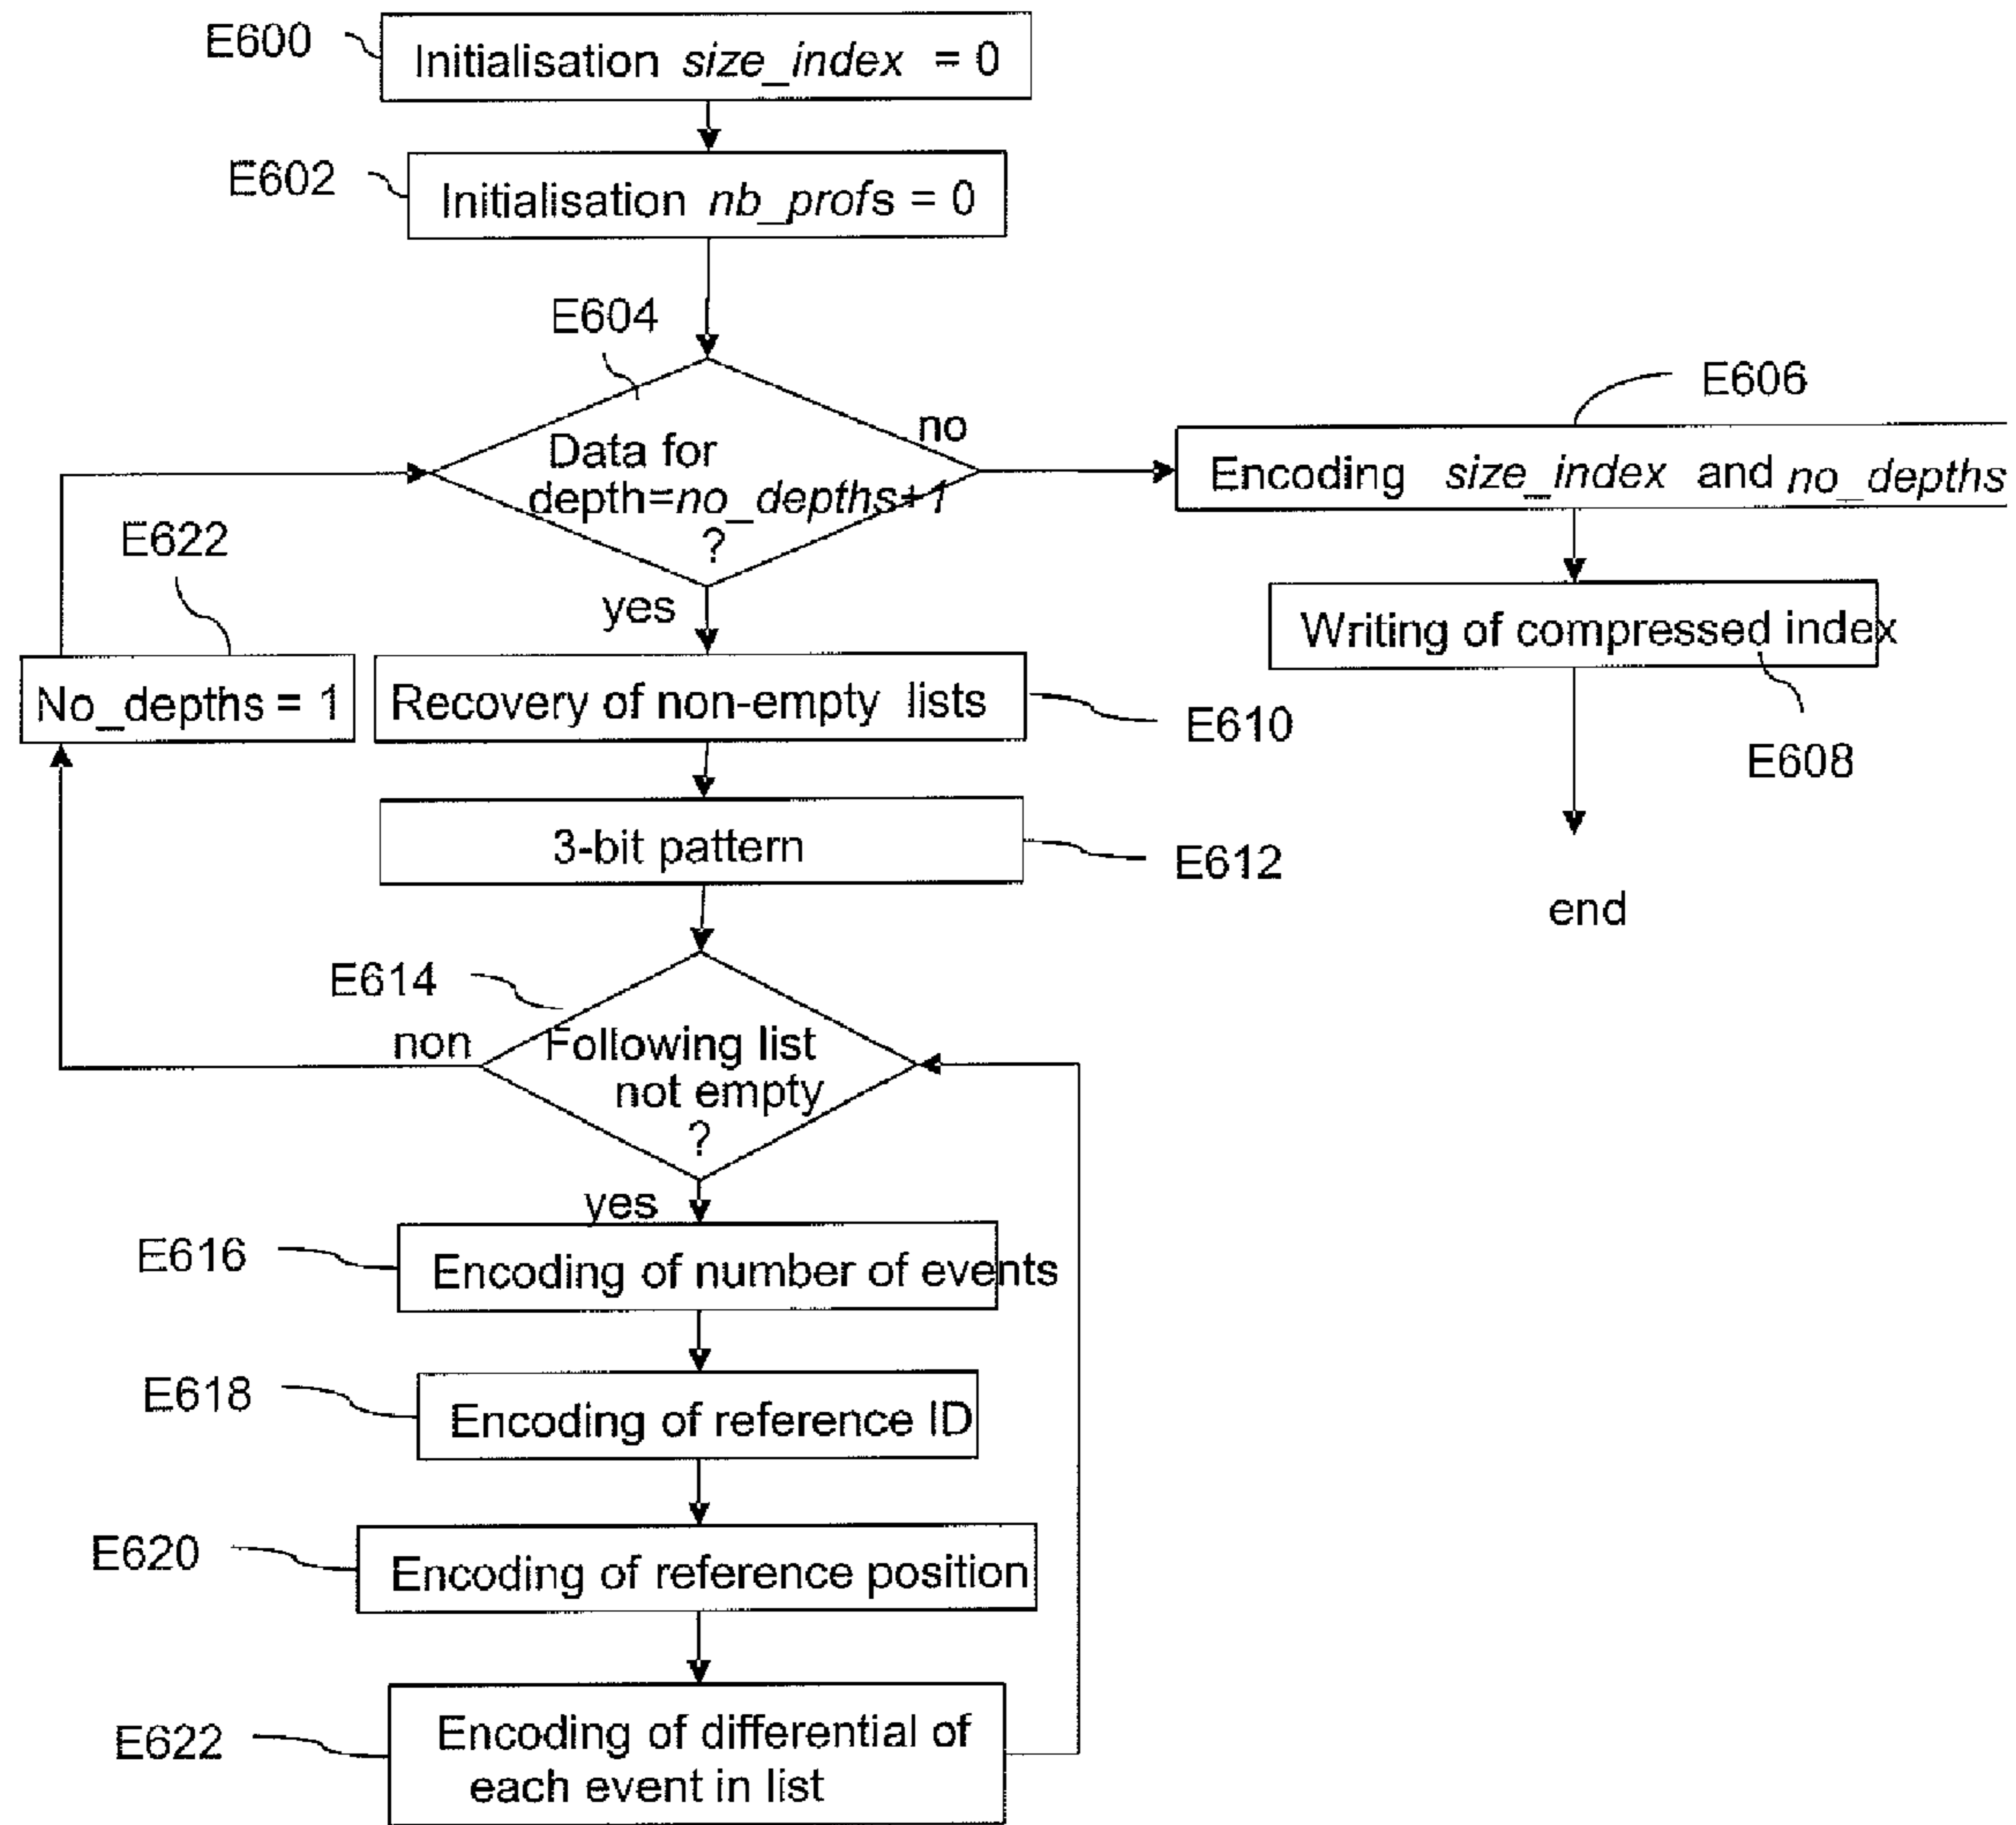 E600
Initialisation size_index = 0
E602
Initialisation nb_profs = 0
E604
Data for
depth=no_depths+1
?
no
yes
E606
Encoding size_index and no_depths
Writing of compressed index
E608
end
E622
No_depths = 1
Recovery of non-empty lists
E610
3-bit pattern
E612
E614
non
Following list
not empty
?
yes
E616
Encoding of number of events
E618
Encoding of reference ID
E620
Encoding of reference position
E622
Encoding of differential of
each event in list